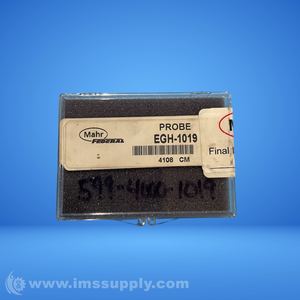 PROBE
Mahr
FEDERAL
EGH-1019
4108 CM
Final
599-4100-1019
© www.imssupply.com